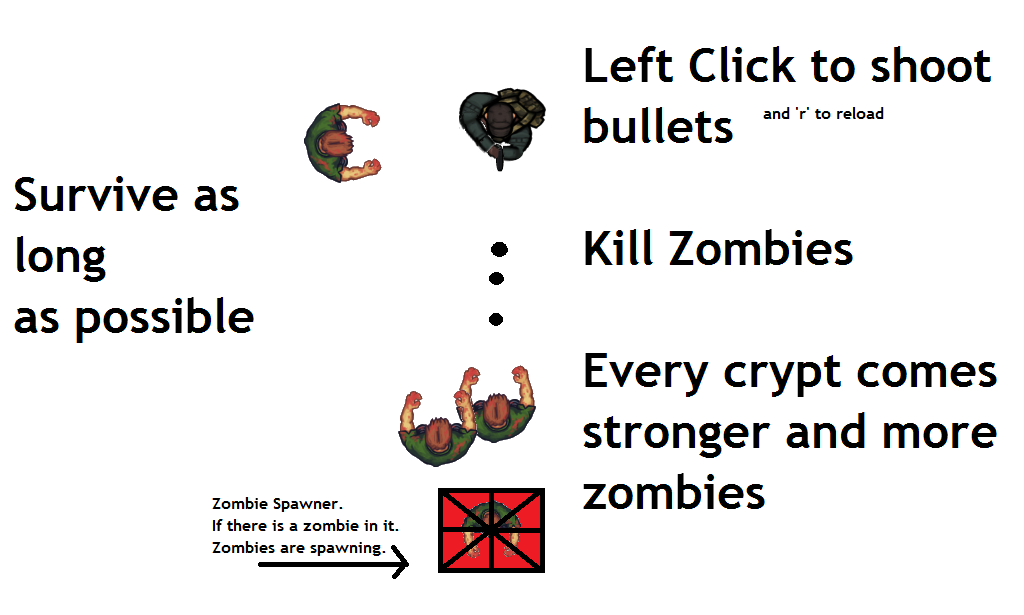 Left Click to shoot
bullets and 'r' to reload
Survive as
long
as possible
Kill Zombies
Every crypt comes
stronger and more
zombies
Zombie Spawner.
If there is a zombie in it.
Zombies are spawning.